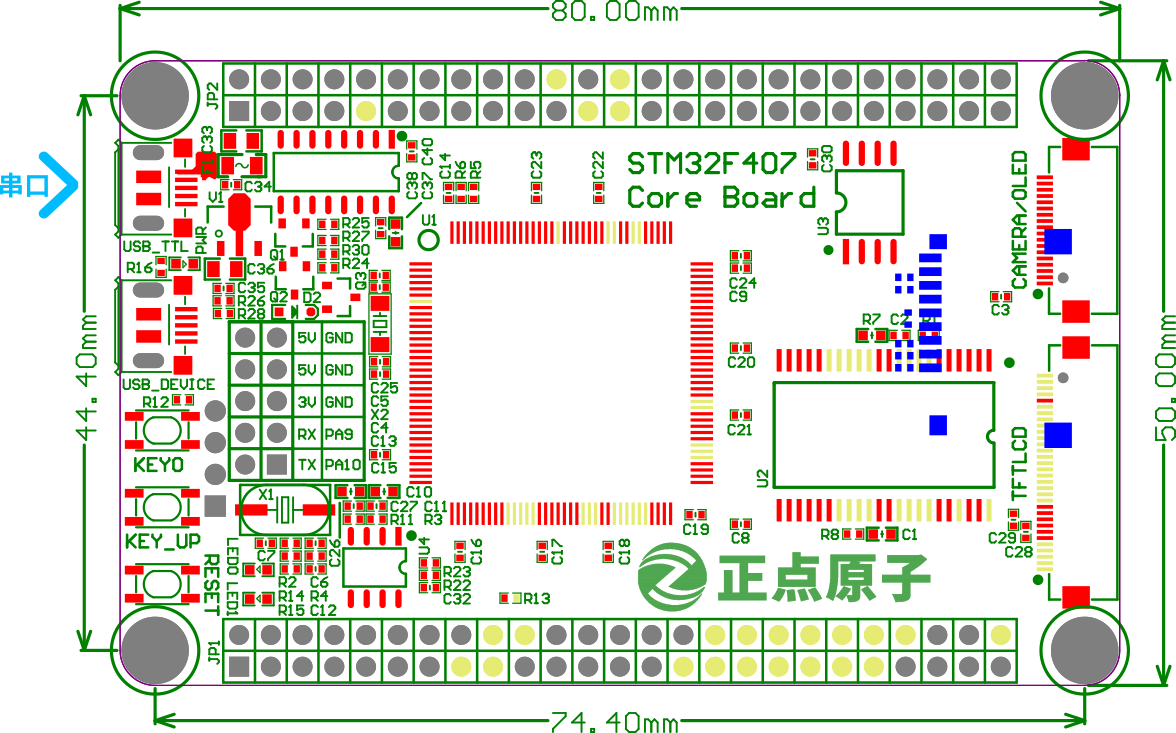 80.00mm
JP2
C33
F1
C40
C14
R6
R5
C23
C22
STM32F407
C30
Core Board
串口
C34
V1
C38
C37
U1
U3
CAMERA/OLED
USB_TTL
PWR
R25
R27
R30
R24
Q1
R16
C36
Q3
C24
C9
C35
R26
R28
Q2
D2
C3
R7
C2
R1
5V GND
5V GND
3V GND
RX PA9
TX PA10
C20
44.40mm
50.00mm
USB_DEVICE
R12
C25
C5
X2
C4
C13
C15
C21
KEY0
U2
TFTLCD
X1
C10
C27 C11
R11 R3
C19
C8
R8
C1
C29
C28
KEY_UP
LED0
C7
C26
U4
C16
C17
C18
RESET
LED1
R2 C6
R14 R4
R15 C12
R23
R22
C32
R13
正点原子
JP1
74.40mm